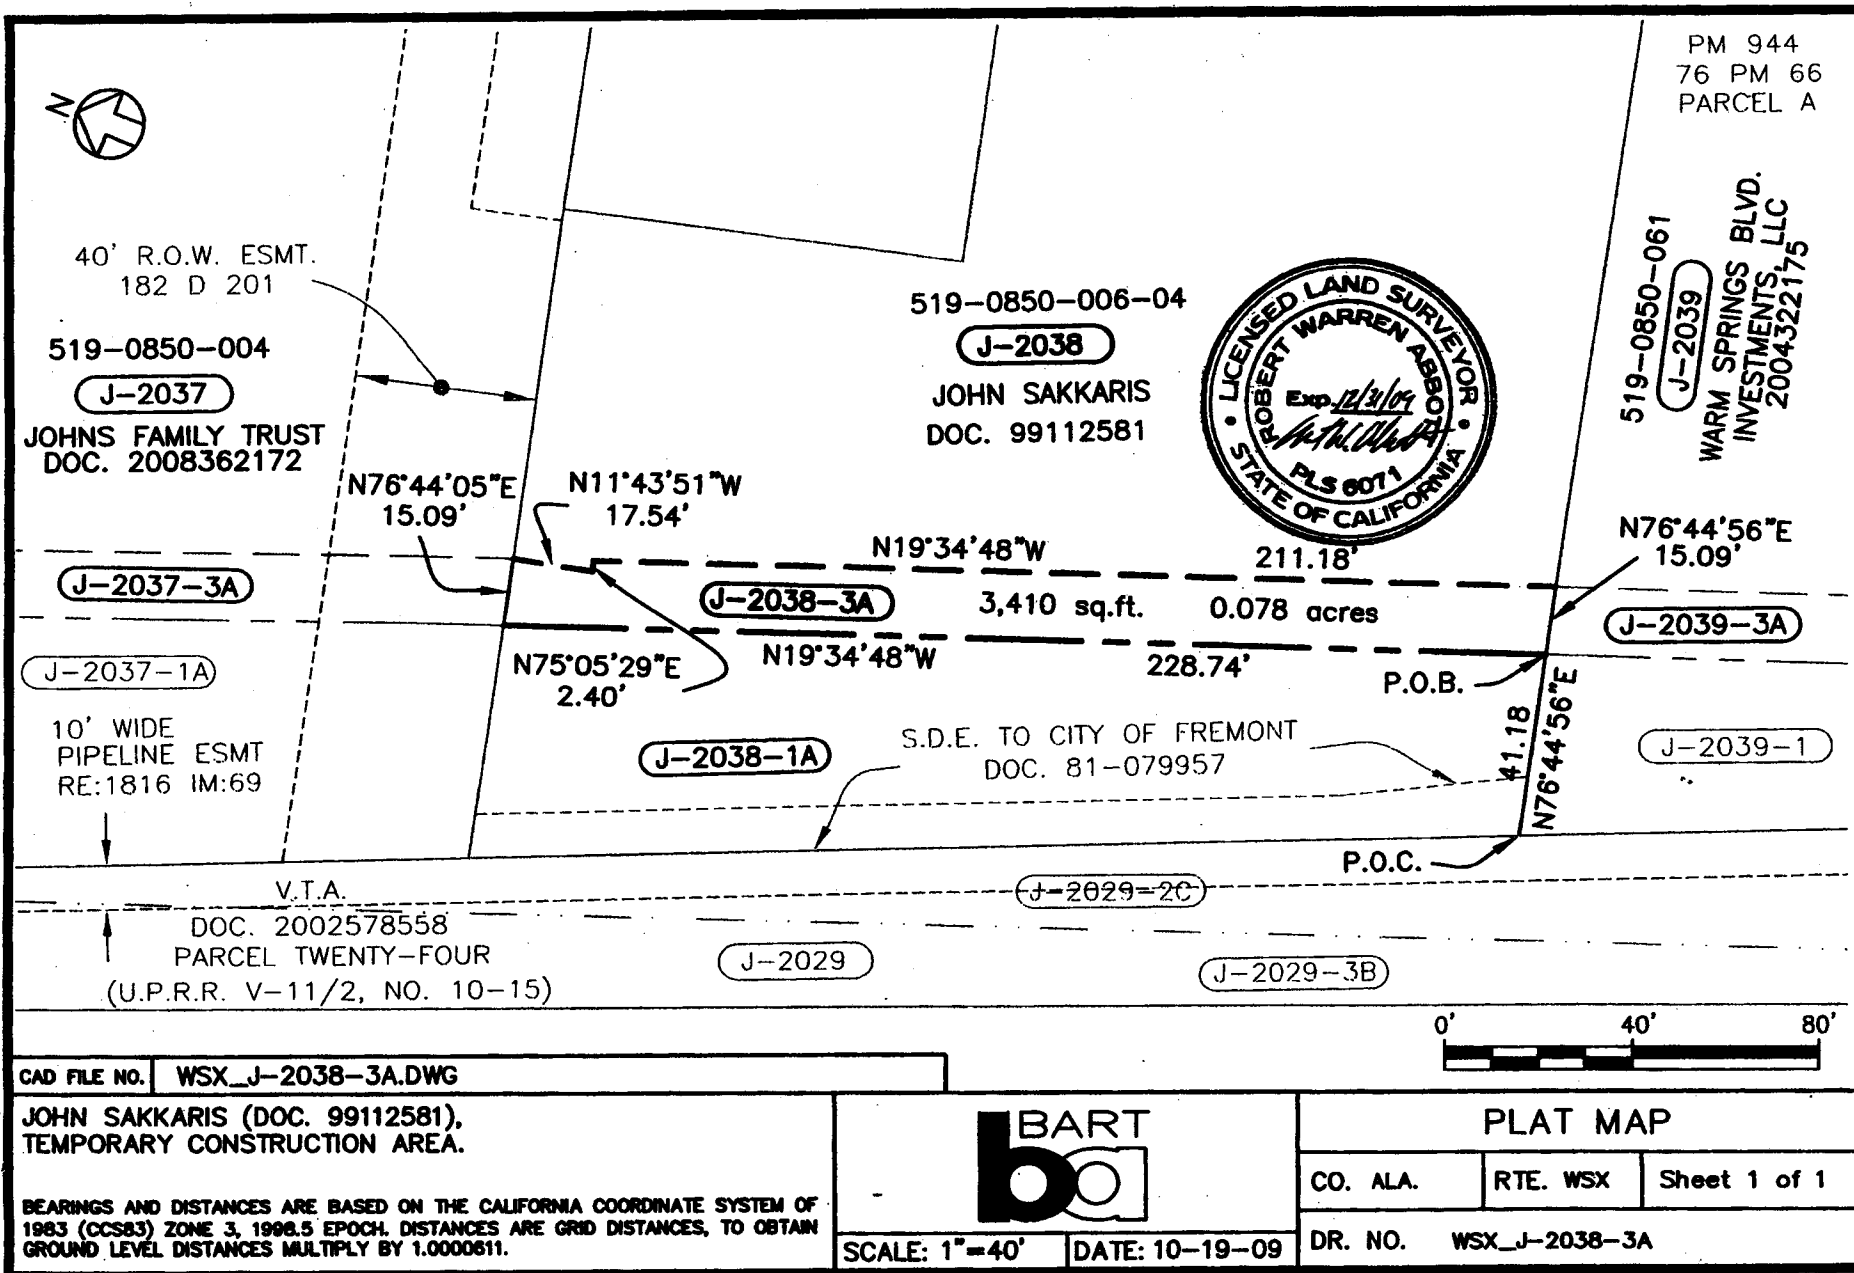 PM 944
76 PM 66
PARCEL A
N
40' R.O.W. ESMT.
182 D 201
519-0850-004
J-2037
JOHNS FAMILY TRUST
DOC. 2008362172
519-0850-006-04
J-2038
JOHN SAKKARIS
DOC. 99112581
LICENSED LAND SURVEYOR
ROBERT WARREN ABBOTT
Exp. 12/31/09
PLS 6071
STATE OF CALIFORNIA
519-0850-061
J-2039
WARM SPRINGS BLVD.
INVESTMENTS, LLC
2004322175
N76°44'05"E
15.09'
N11°43'51"W
17.54'
N19°34'48"W
211.18'
N76°44'56"E
15.09'
J-2037-3A
J-2038-3A
3,410 sq.ft.
0.078 acres
J-2039-3A
J-2037-1A
N75°05'29"E
2.40'
N19°34'48"W
228.74'
P.O.B.
41.18
N76°44'56"E
10' WIDE
PIPELINE ESMT
RE:1816 IM:69
J-2038-1A
S.D.E. TO CITY OF FREMONT
DOC. 81-079957
J-2039-1
P.O.C.
V.T.A.
DOC. 2002578558
PARCEL TWENTY-FOUR
(U.P.R.R. V-11/2, NO. 10-15)
J-2029-2C
J-2029
J-2029-3B
0' 40' 80'
CAD FILE NO. WSX_J-2038-3A.DWG
JOHN SAKKARIS (DOC. 99112581),
TEMPORARY CONSTRUCTION AREA.
BEARINGS AND DISTANCES ARE BASED ON THE CALIFORNIA COORDINATE SYSTEM OF
1983 (CCS83) ZONE 3, 1998.5 EPOCH. DISTANCES ARE GRID DISTANCES, TO OBTAIN
GROUND LEVEL DISTANCES MULTIPLY BY 1.0000611.
BART
ba
SCALE: 1"=40'
DATE: 10-19-09
PLAT MAP
CO. ALA.
RTE. WSX
Sheet 1 of 1
DR. NO. WSX_J-2038-3A